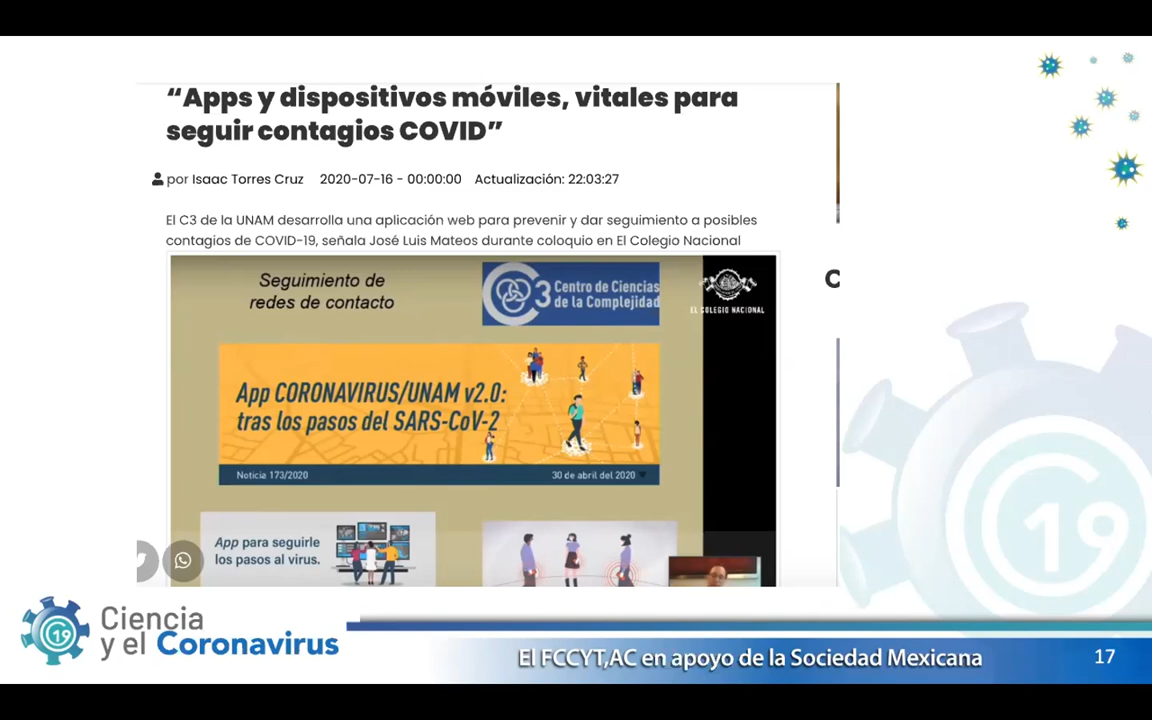 “Apps y dispositivos móviles, vitales para
seguir contagios COVID”
por Isaac Torres Cruz 2020-07-16 - 00:00:00 Actualización: 22:03:27
El C3 de la UNAM desarrolla una aplicación web para prevenir y dar seguimiento a posibles
contagios de COVID-19, señala José Luis Mateos durante coloquio en El Colegio Nacional
Seguimiento de
redes de contacto
C3 Centro de Ciencias
de la Complejidad
EL COLEGIO NACIONAL
C
App CORONAVIRUS/UNAM v2.0:
tras los pasos del SARS-CoV-2
Noticia 173/2020
30 de abril del 2020
App para seguirle
los pasos al virus.
19
Ciencia
y el Coronavirus
19
El FCCYT,AC en apoyo de la Sociedad Mexicana
17